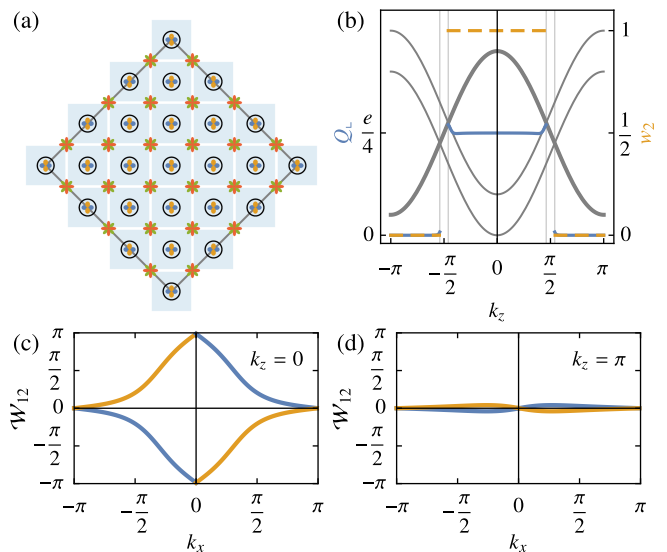 (a)
(b)
Q∟ e/4 0
1 1/2 0 w₂
−π −π/2 0 π/2 π
k_z
(c)
k_z = 0
𝒲₁₂
π π/2 0 −π/2 −π
−π −π/2 0 π/2 π
k_x
(d)
k_z = π
𝒲₁₂
π π/2 0 −π/2 −π
−π −π/2 0 π/2 π
k_x